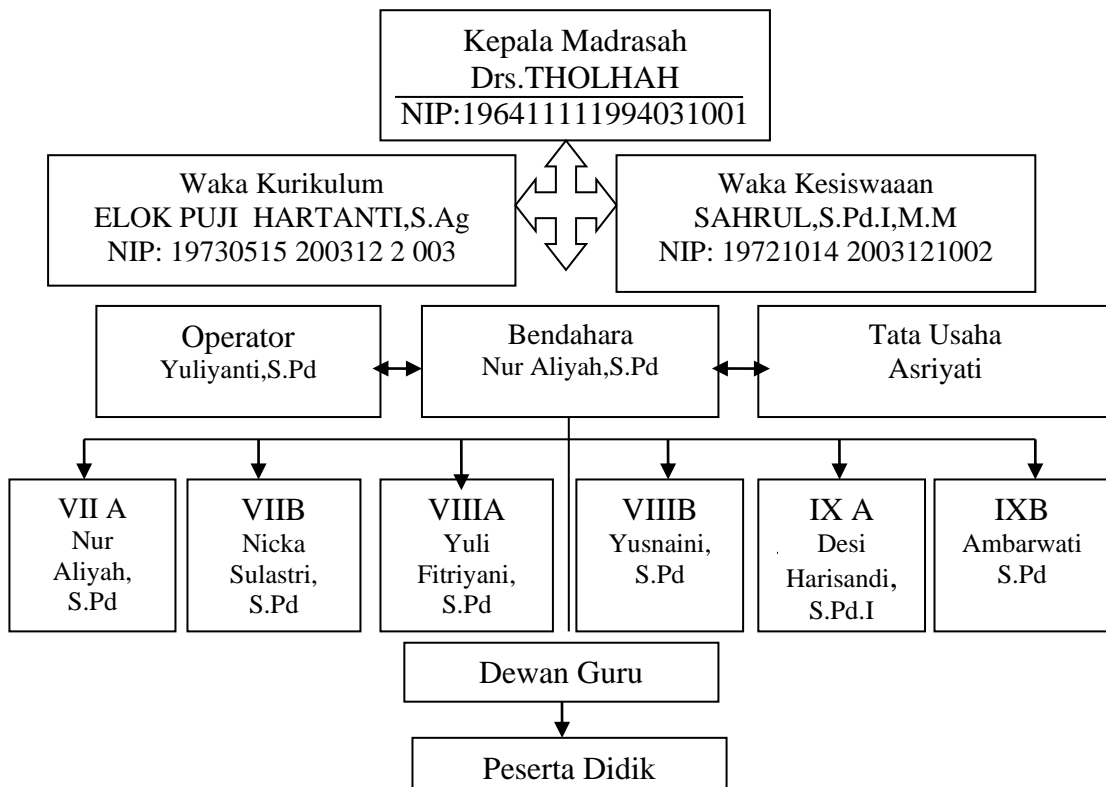 Kepala Madrasah
Drs.THOLHAH
NIP:196411111994031001
Waka Kurikulum
ELOK PUJI HARTANTI,S.Ag
NIP: 19730515 200312 2 003
Waka Kesiswaaan
SAHRUL,S.Pd.I,M.M
NIP: 19721014 2003121002
Operator
Yuliyanti,S.Pd
Bendahara
Nur Aliyah,S.Pd
Tata Usaha
Asriyati
VII A
Nur
Aliyah,
S.Pd
VIIB
Nicka
Sulastri,
S.Pd
VIIIA
Yuli
Fitriyani,
S.Pd
VIIIB
Yusnaini,
S.Pd
IX A
Desi
Harisandi,
S.Pd.I
IXB
Ambarwati
S.Pd
Dewan Guru
Peserta Didik